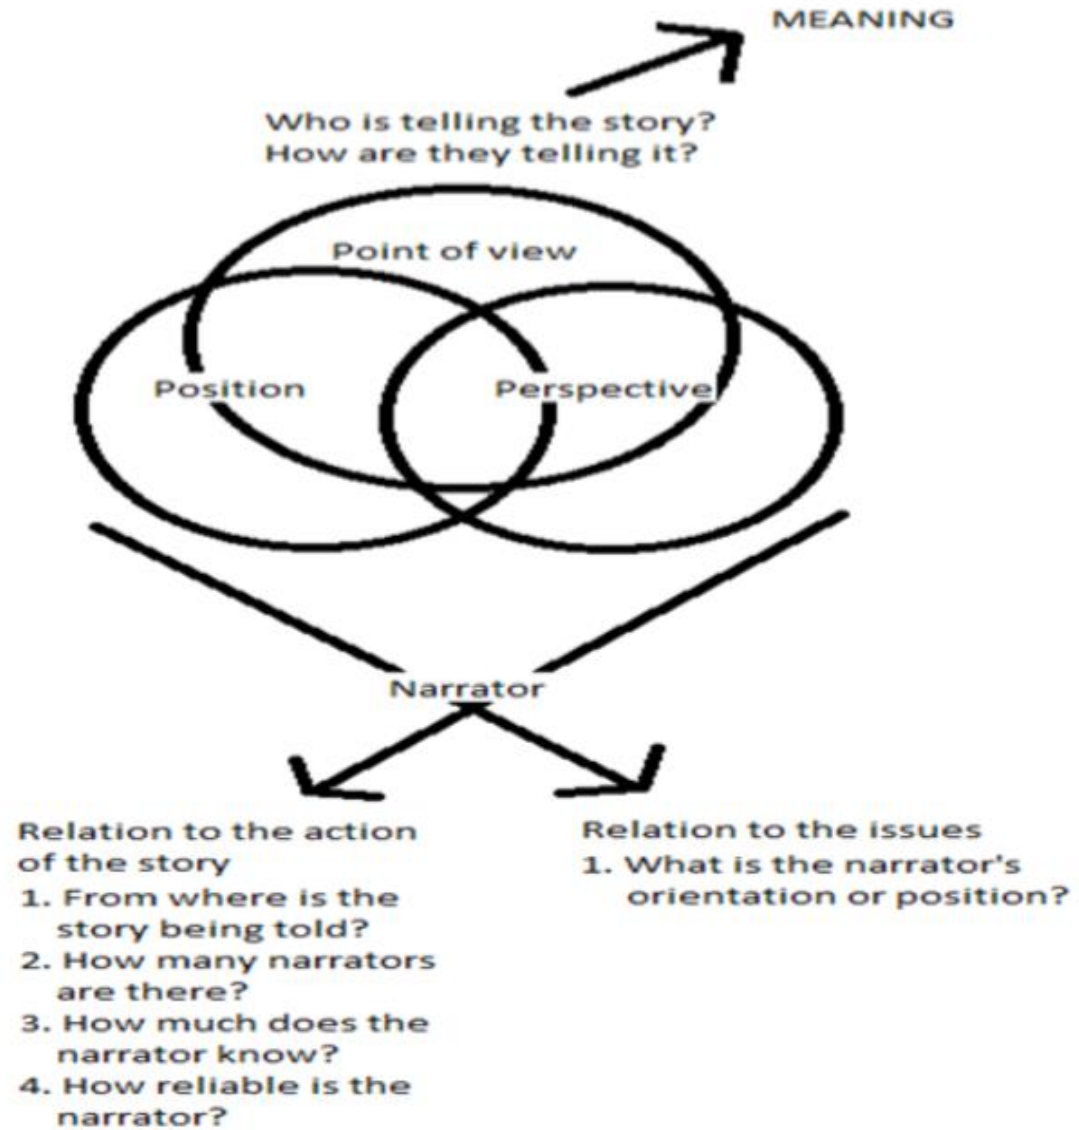 MEANING
Who is telling the story?
How are they telling it?
Point of view
Position
Perspective
Narrator
Relation to the action
of the story
1. From where is the
story being told?
2. How many narrators
are there?
3. How much does the
narrator know?
4. How reliable is the
narrator?
Relation to the issues
1. What is the narrator's
orientation or position?